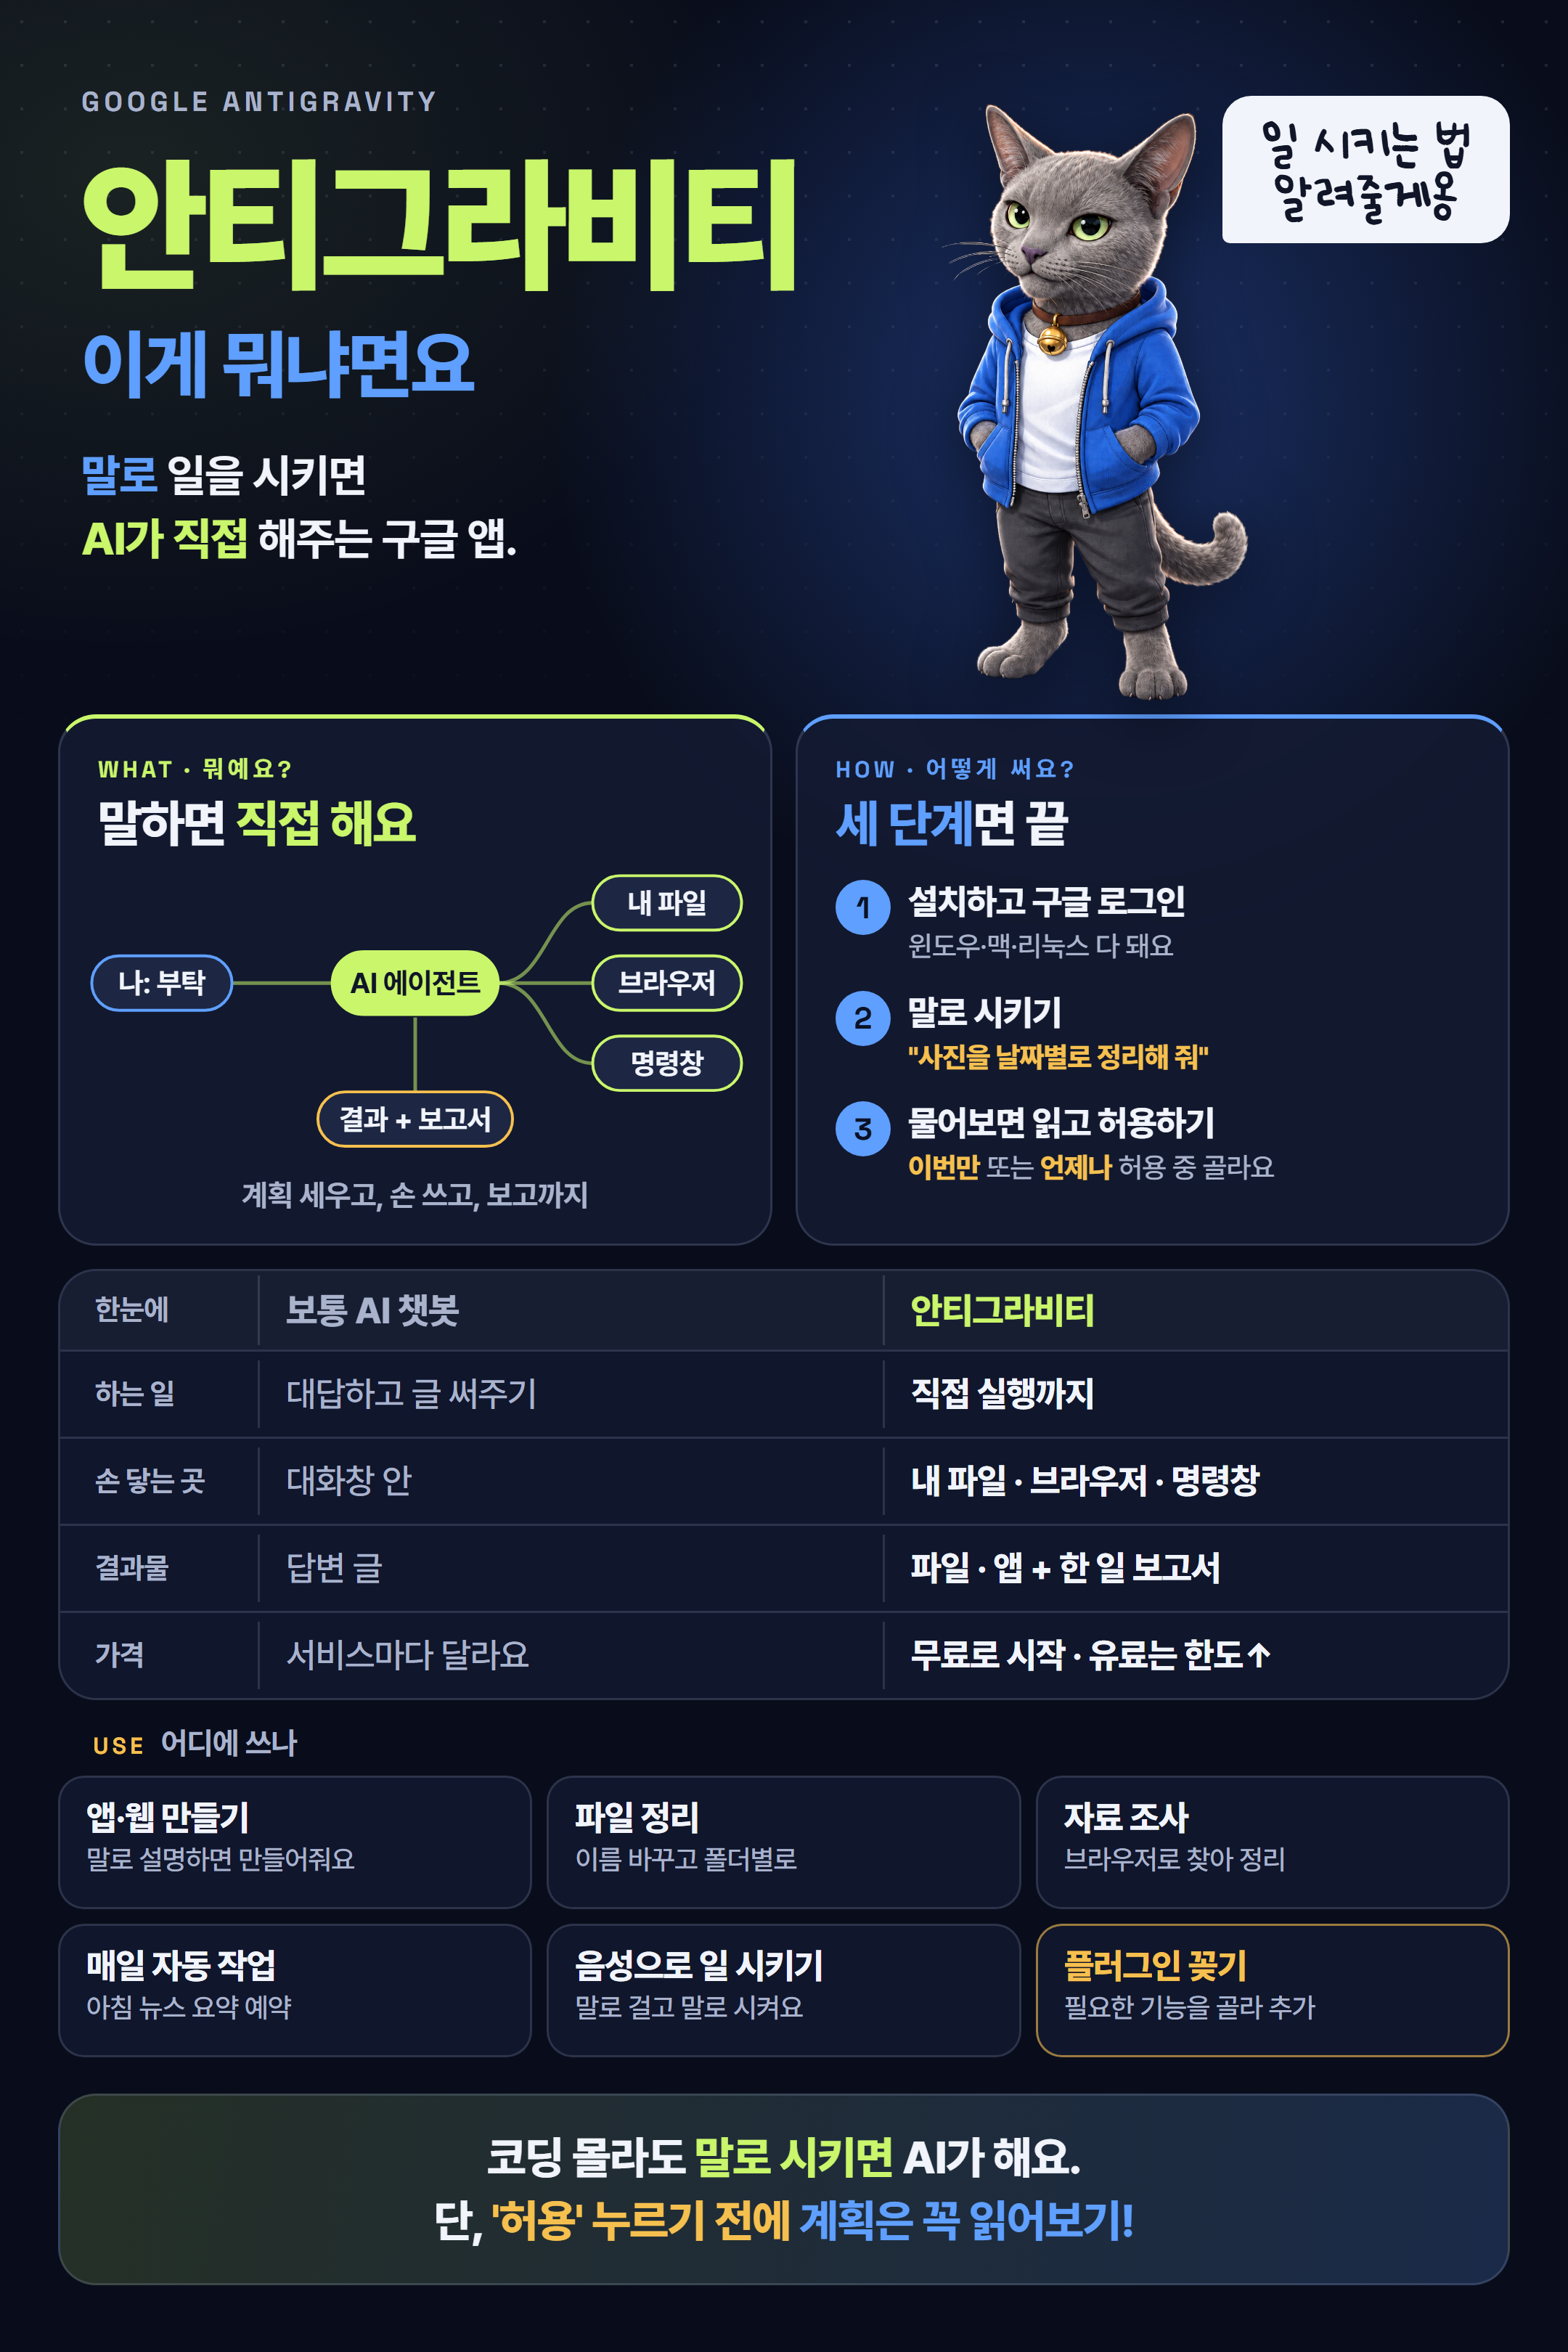 GOOGLE ANTIGRAVITY
안티그라비티
이게 뭐냐면요
말로 일을 시키면
AI가 직접 해주는 구글 앱.
일 시키는 법
알려줄게옹
WHAT · 뭐예요?
말하면 직접 해요
나: 부탁
AI 에이전트
내 파일
브라우저
명령창
결과 + 보고서
계획 세우고, 손 쓰고, 보고까지
HOW · 어떻게 써요?
세 단계면 끝
1 설치하고 구글 로그인
윈도우·맥·리눅스 다 돼요
2 말로 시키기
"사진을 날짜별로 정리해 줘"
3 물어보면 읽고 허용하기
이번만 또는 언제나 허용 중 골라요
한눈에 보통 AI 챗봇 안티그라비티
하는 일 대답하고 글 써주기 직접 실행까지
손 닿는 곳 대화창 안 내 파일 · 브라우저 · 명령창
결과물 답변 글 파일 · 앱 + 한 일 보고서
가격 서비스마다 달라요 무료로 시작 · 유료는 한도↑
USE 어디에 쓰나
앱·웹 만들기
말로 설명하면 만들어줘요
파일 정리
이름 바꾸고 폴더별로
자료 조사
브라우저로 찾아 정리
매일 자동 작업
아침 뉴스 요약 예약
음성으로 일 시키기
말로 걸고 말로 시켜요
플러그인 꽂기
필요한 기능을 골라 추가
코딩 몰라도 말로 시키면 AI가 해요.
단, '허용' 누르기 전에 계획은 꼭 읽어보기!